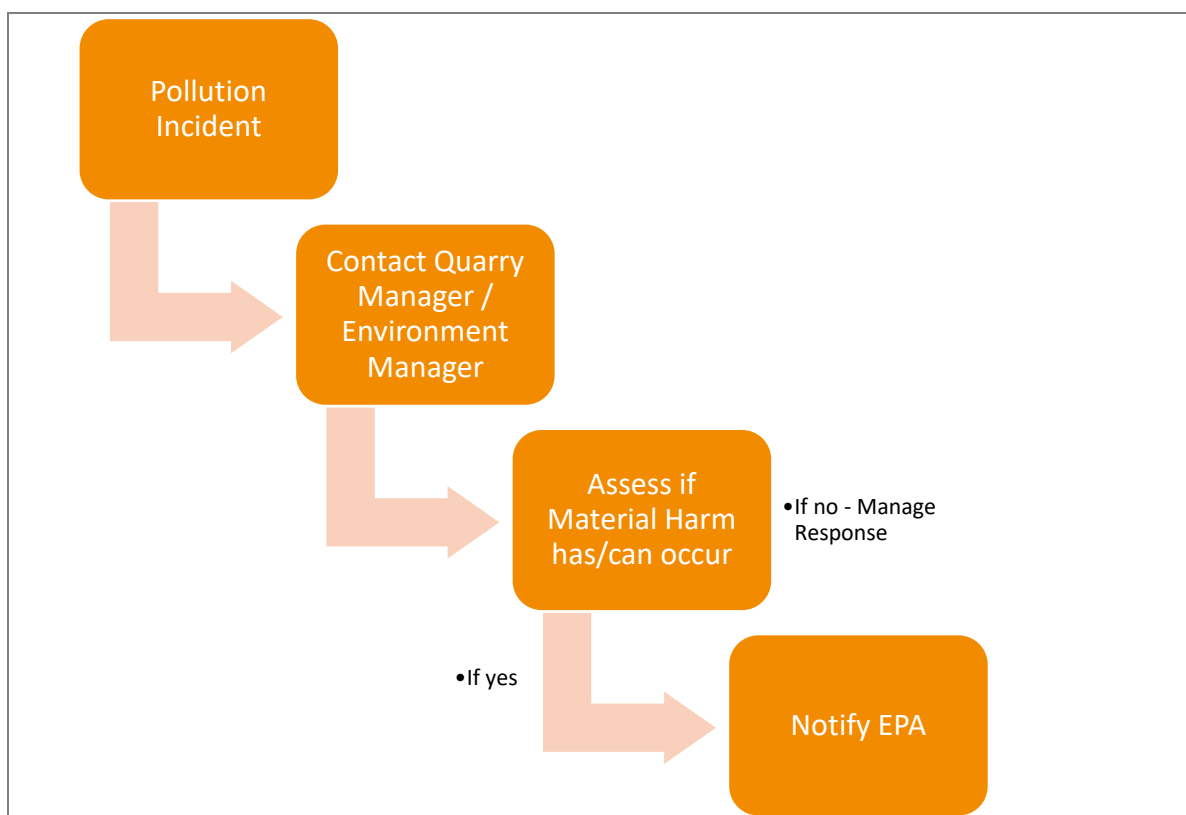 Pollution
Incident
Contact Quarry
Manager /
Environment
Manager
Assess if
Material Harm
has/can occur
•If no - Manage
Response
•If yes
Notify EPA